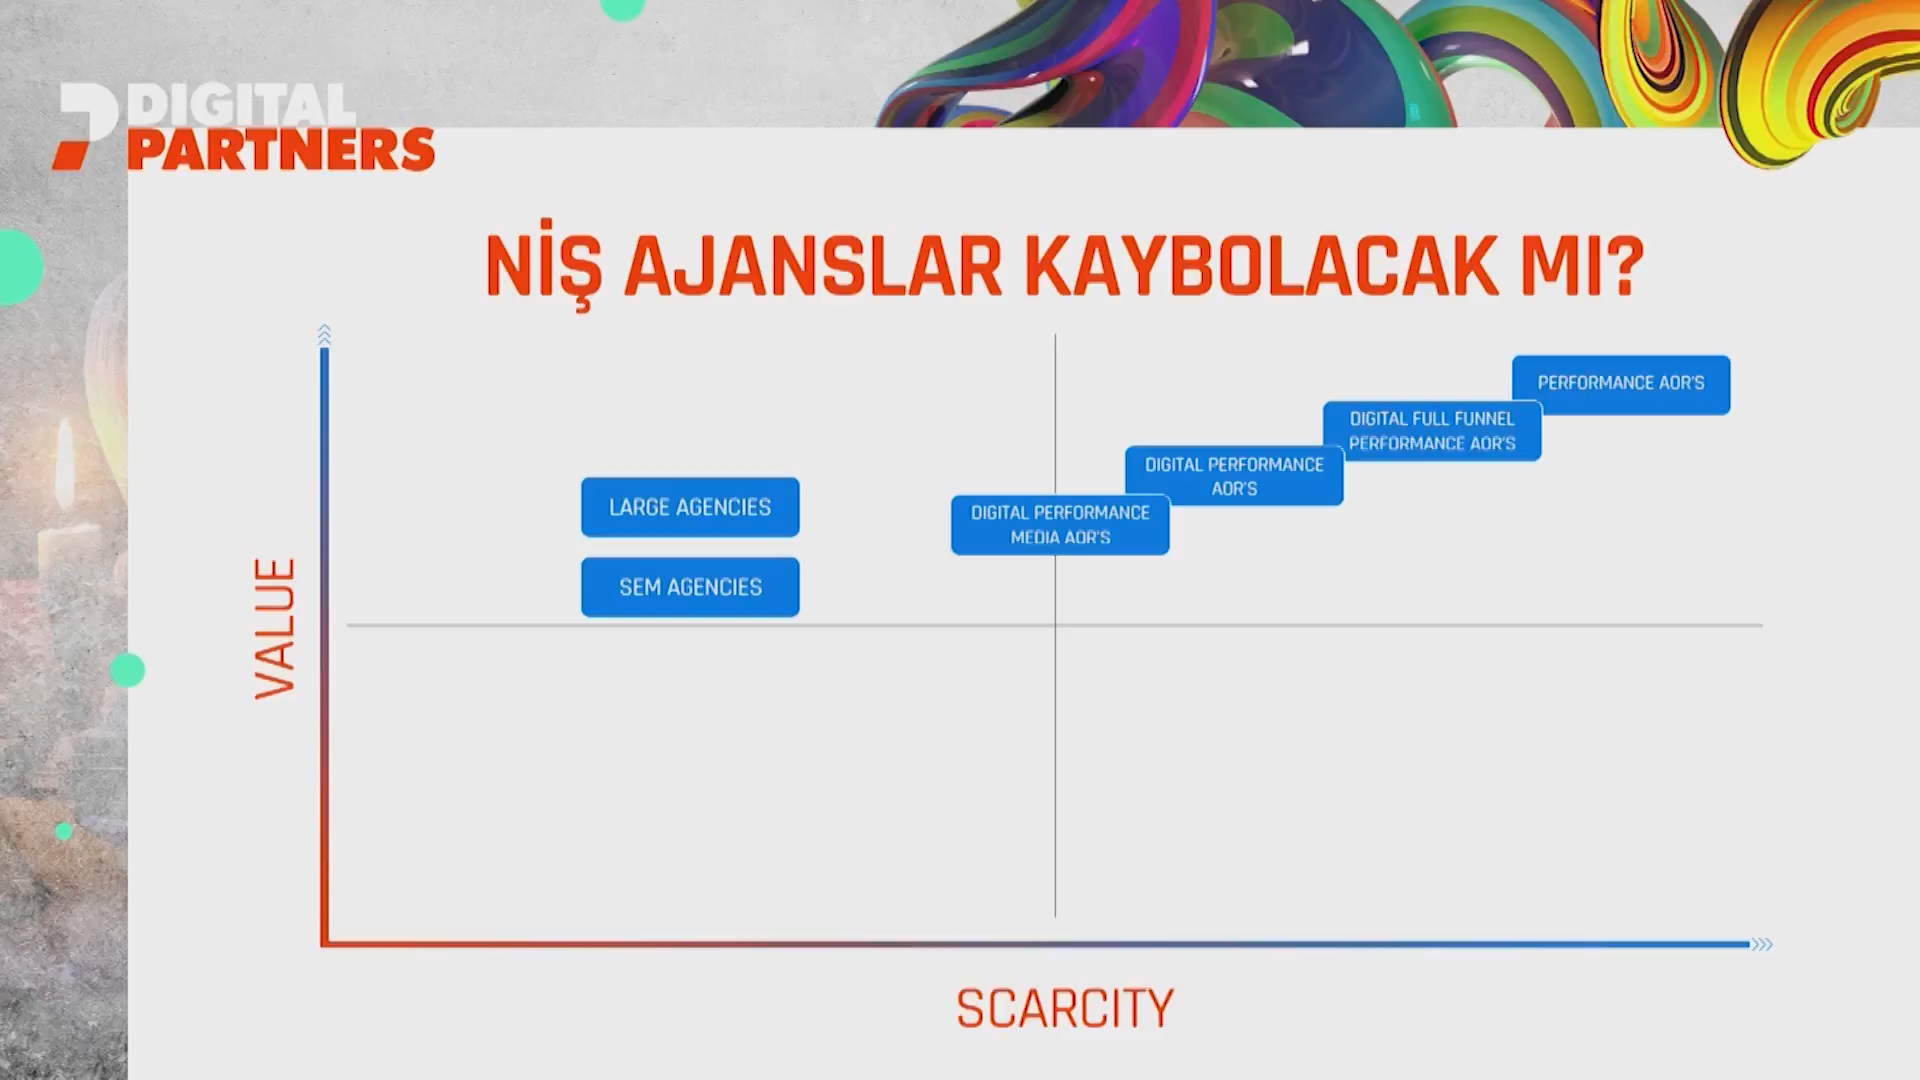 DIGITAL
PARTNERS
NİŞ AJANSLAR KAYBOLACAK MI?
PERFORMANCE AOR'S
DIGITAL FULL FUNNEL
PERFORMANCE AOR'S
DIGITAL PERFORMANCE
AOR'S
LARGE AGENCIES
DIGITAL PERFORMANCE
MEDIA AOR'S
SEM AGENCIES
VALUE
SCARCITY